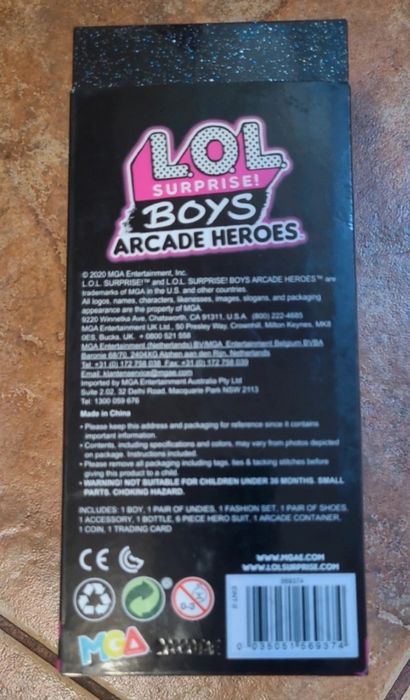 L.O.L
SURPRISE!
BOYS
ARCADE HEROES
© 2020 MGA Entertainment, Inc.
L.O.L. SURPRISE!™ and L.O.L. SURPRISE! BOYS ARCADE HEROES™ are
trademarks of MGA in the U.S. and other countries.
All logos, names, characters, likenesses, images, slogans, and packaging
appearance are the property of MGA.
9220 Winnetka Ave. Chatsworth, CA 91311, U.S.A. (800) 222-4685
MGA Entertainment UK Ltd., 50 Presley Way, Crownhill, Milton Keynes, MK8
0ES, Bucks, UK. + 0800 521 558
MGA Entertainment (Netherlands) BV/MGA Entertainment Belgium BVBA
Baronie 68/70, 2404XG Alphen aan den Rijn, Netherlands
Tel +31 (0) 172 758 038 Fax: +31 (0) 172 758 039
Email: klantenservice@mgae.com
Imported by MGA Entertainment Australia Pty Ltd
Suite 2.02, 32 Delhi Road, Macquarie Park NSW 2113
Tel: 1300 059 676
Made in China
• Please keep this address and packaging for reference since it contains
important information.
• Contents, including specifications and colors, may vary from photos depicted
on package. Instructions included.
• Please remove all packaging including tags, ties & tacking stitches before
giving this product to a child.
• WARNING! NOT SUITABLE FOR CHILDREN UNDER 36 MONTHS. SMALL
PARTS. CHOKING HAZARD.
INCLUDES: 1 BOY, 1 PAIR OF UNDIES, 1 FASHION SET, 1 PAIR OF SHOES,
1 ACCESSORY, 1 BOTTLE, 6 PIECE HERO SUIT, 1 ARCADE CONTAINER,
1 COIN, 1 TRADING CARD
CE
WWW.MGAE.COM
WWW.LOLSURPRISE.COM
0-3
569374
MGA
0 035051 569374